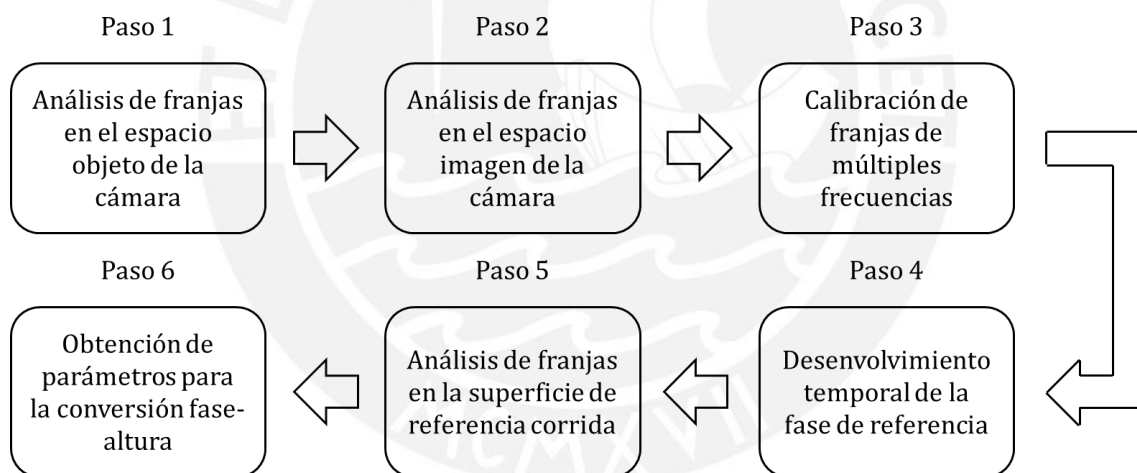 Paso 1
Análisis de franjas
en el espacio
objeto de la
cámara
Paso 2
Análisis de franjas
en el espacio
imagen de la
cámara
Paso 3
Calibración de
franjas de
múltiples
frecuencias
Paso 4
Desenvolvimiento
temporal de la
fase de referencia
Paso 5
Análisis de franjas
en la superficie de
referencia corrida
Paso 6
Obtención de
parámetros para
la conversión fase-
altura
MCMXVII